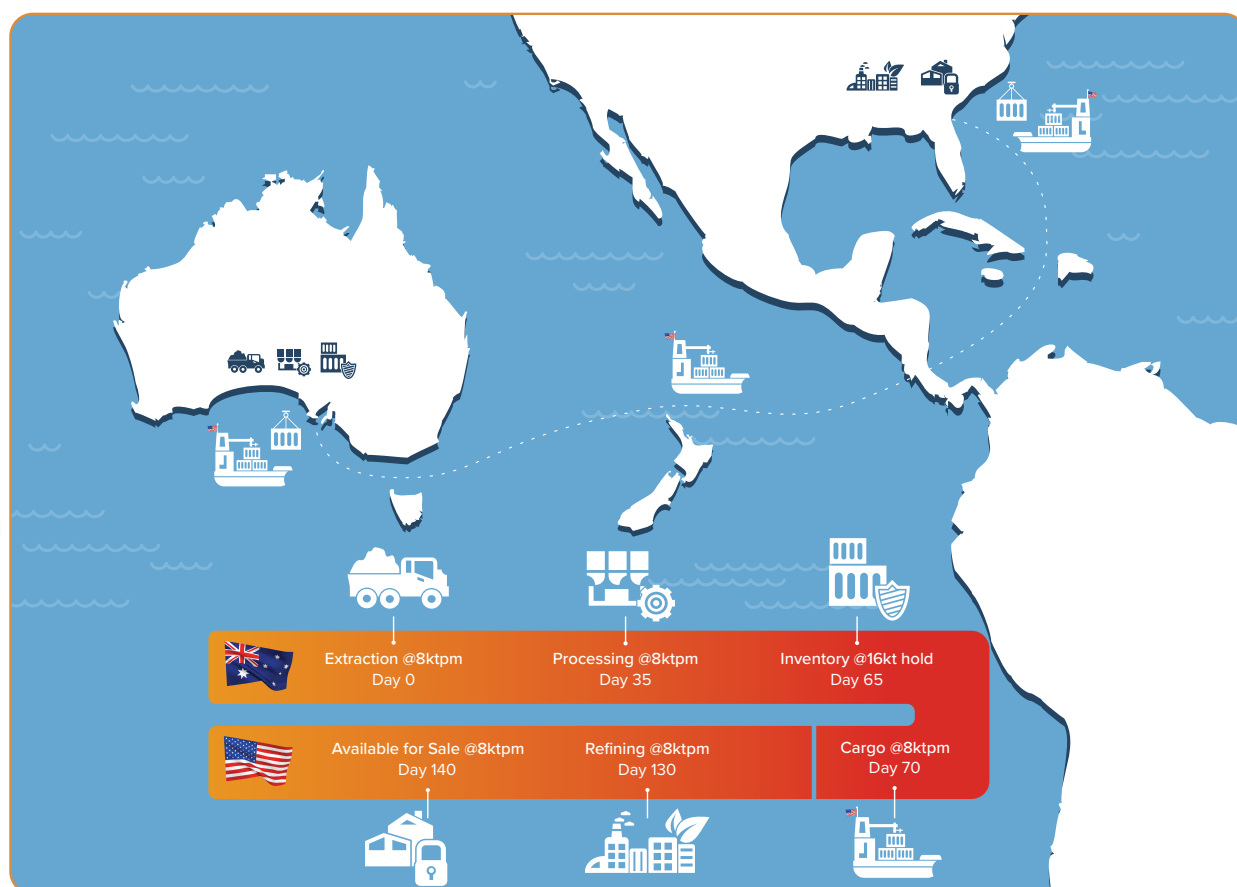 Extraction @8ktpm
Day 0
Processing @8ktpm
Day 35
Inventory @16kt hold
Day 65
Available for Sale @8ktpm
Day 140
Refining @8ktpm
Day 130
Cargo @8ktpm
Day 70